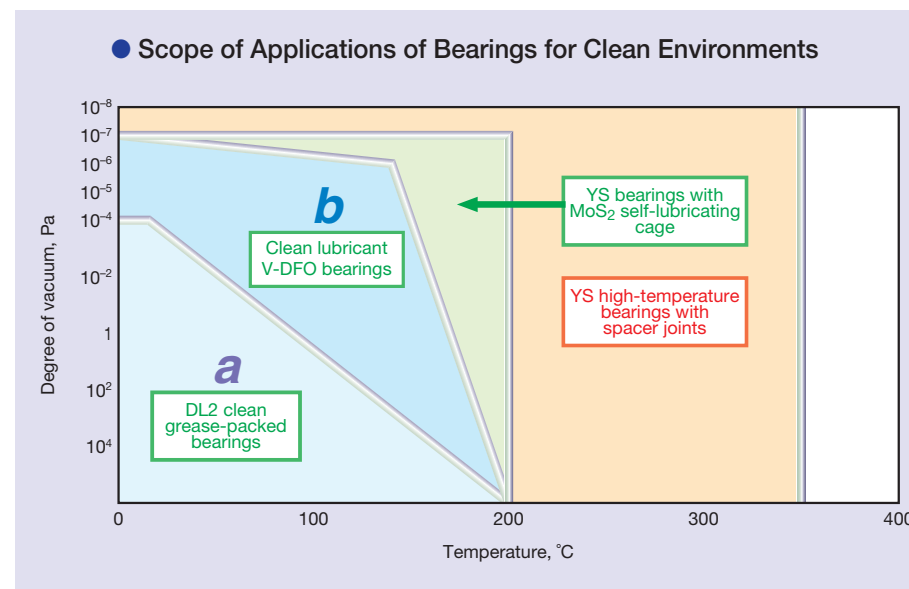 ● Scope of Applications of Bearings for Clean Environments
10⁻⁸
10⁻⁷
10⁻⁶
10⁻⁵
10⁻⁴
10⁻²
1
10²
10⁴
Degree of vacuum, Pa
b
Clean lubricant
V-DFO bearings
a
DL2 clean
grease-packed
bearings
YS bearings with
MoS₂ self-lubricating
cage
YS high-temperature
bearings with
spacer joints
0
100
200
300
400
Temperature, ˚C